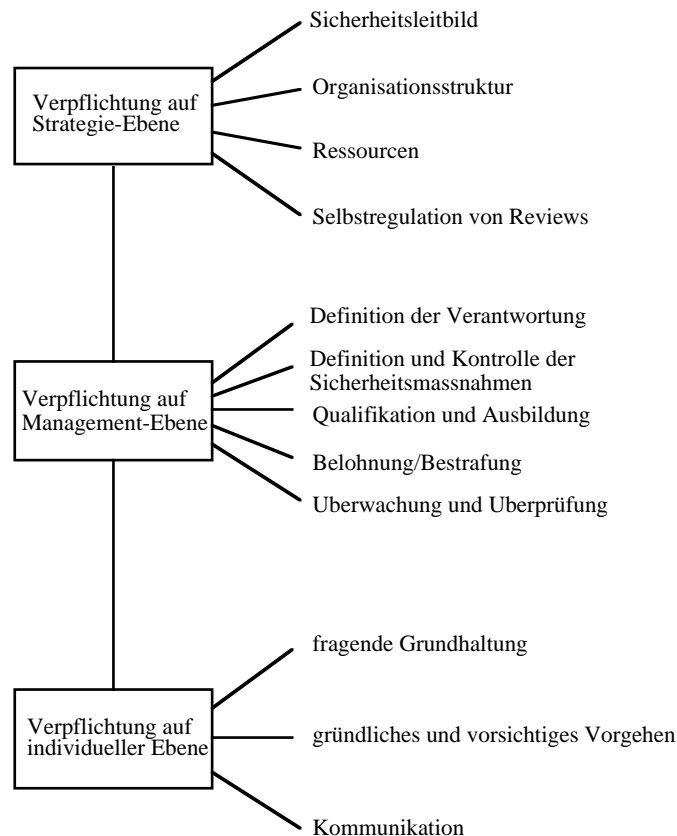 Sicherheitsleitbild
Verpflichtung auf
Strategie-Ebene
Organisationsstruktur
Ressourcen
Selbstregulation von Reviews
Definition der Verantwortung
Definition und Kontrolle der
Sicherheitsmassnahmen
Verpflichtung auf
Management-Ebene
Qualifikation und Ausbildung
Belohnung/Bestrafung
Uberwachung und Uberprüfung
fragende Grundhaltung
Verpflichtung auf
individueller Ebene
gründliches und vorsichtiges Vorgehen
Kommunikation